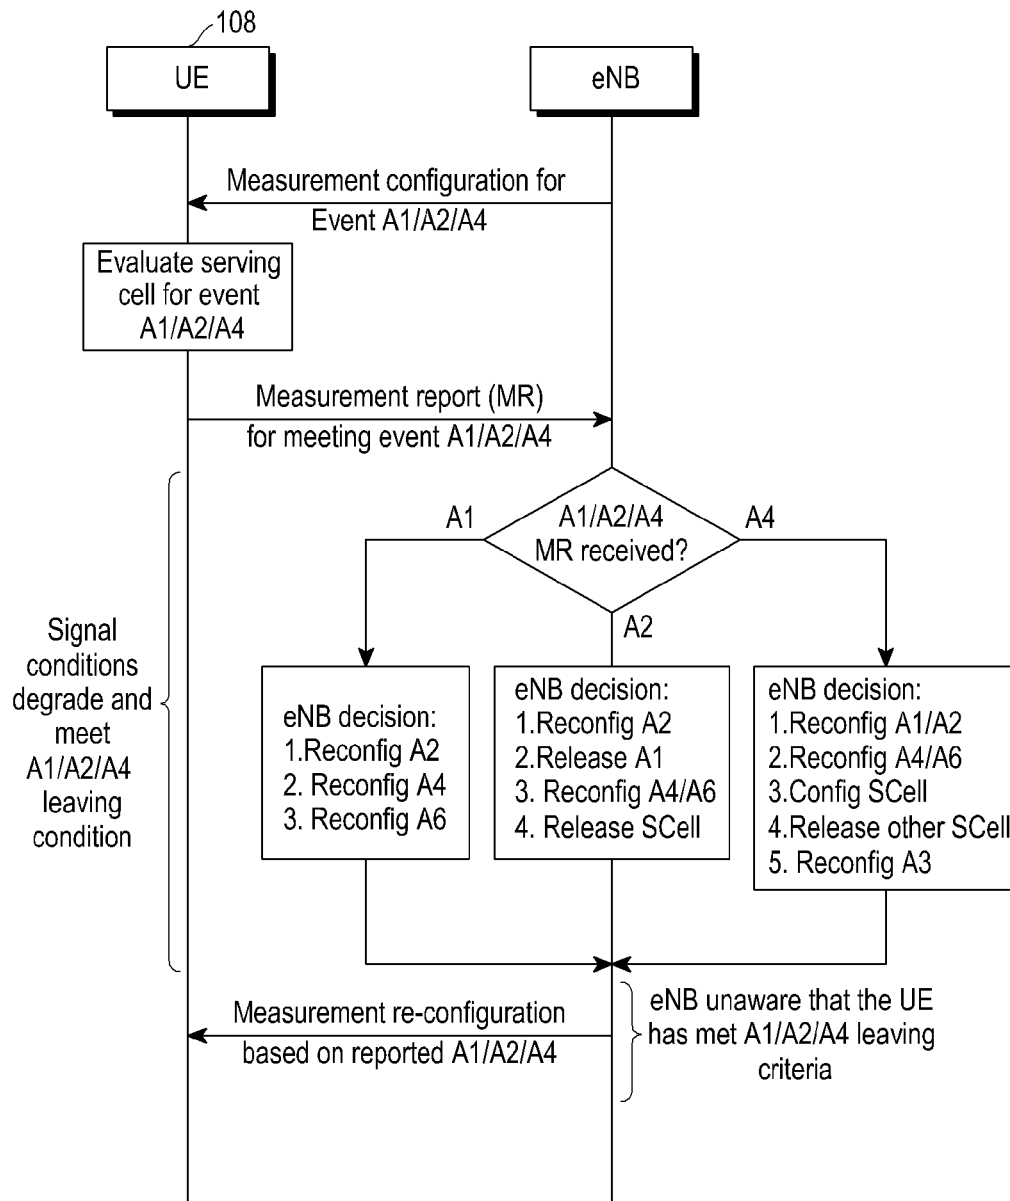 108
UE
eNB
Measurement configuration for
Event A1/A2/A4
Evaluate serving
cell for event
A1/A2/A4
Measurement report (MR)
for meeting event A1/A2/A4
A1/A2/A4
MR received?
A1
A4
A2
Signal
conditions
degrade and
meet
A1/A2/A4
leaving
condition
eNB decision:
1.Reconfig A2
2. Reconfig A4
3. Reconfig A6
eNB decision:
1.Reconfig A2
2.Release A1
3. Reconfig A4/A6
4. Release SCell
eNB decision:
1.Reconfig A1/A2
2.Reconfig A4/A6
3.Config SCell
4.Release other SCell
5. Reconfig A3
Measurement re-configuration
based on reported A1/A2/A4
eNB unaware that the UE
has met A1/A2/A4 leaving
criteria